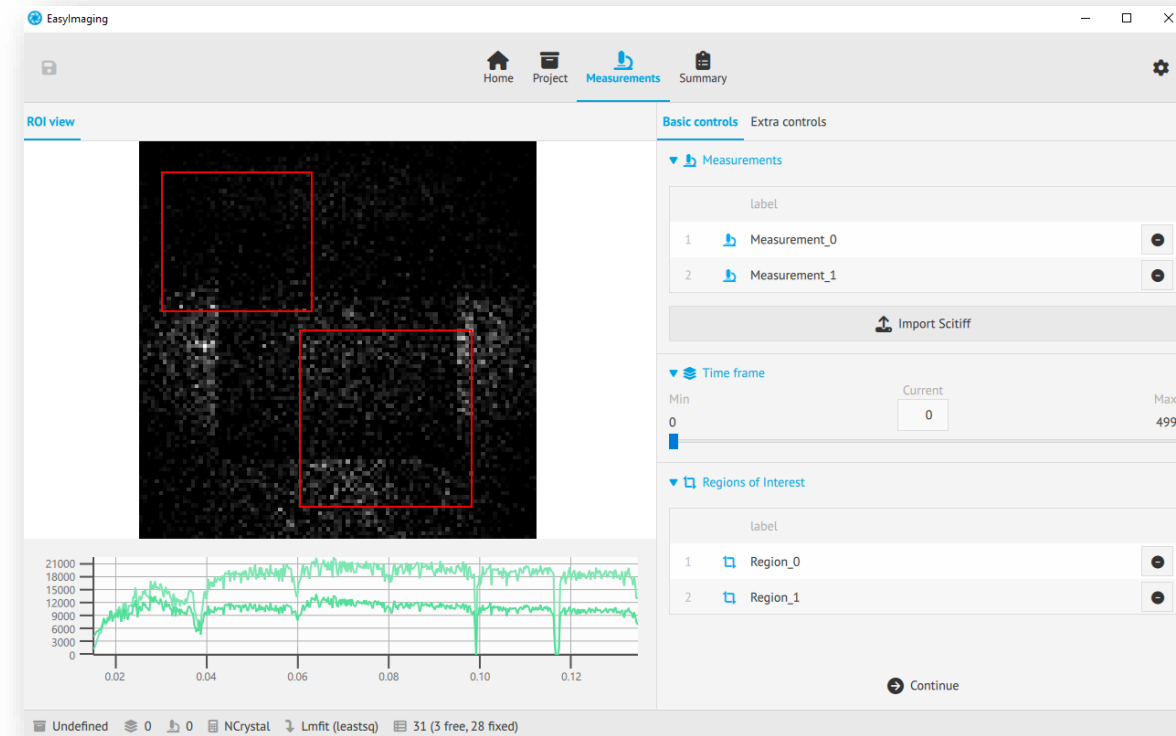 EasyImaging
Home Project Measurements Summary
ROI view
Basic controls Extra controls
Measurements
label
1 Measurement_0
2 Measurement_1
Import Scitiff
Time frame
Min Current Max
0 0 499
Regions of Interest
label
1 Region_0
2 Region_1
21000
18000
15000
12000
9000
6000
3000
0
0.02 0.04 0.06 0.08 0.10 0.12
Continue
Undefined 0 0 NCrystal Lmfit (leastsq) 31 (3 free, 28 fixed)